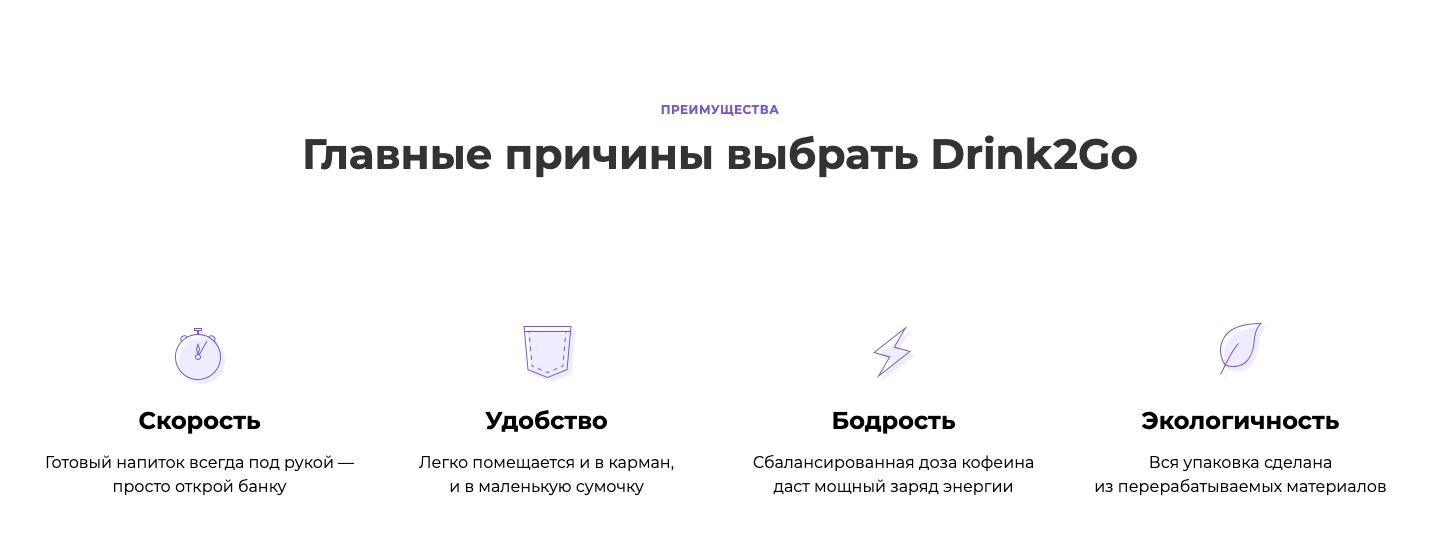 ПРЕИМУЩЕСТВА
Главные причины выбрать Drink2Go
Скорость
Готовый напиток всегда под рукой —
просто открой банку
Удобство
Легко помещается и в карман,
и в маленькую сумочку
Бодрость
Сбалансированная доза кофеина
даст мощный заряд энергии
Экологичность
Вся упаковка сделана
из перерабатываемых материалов